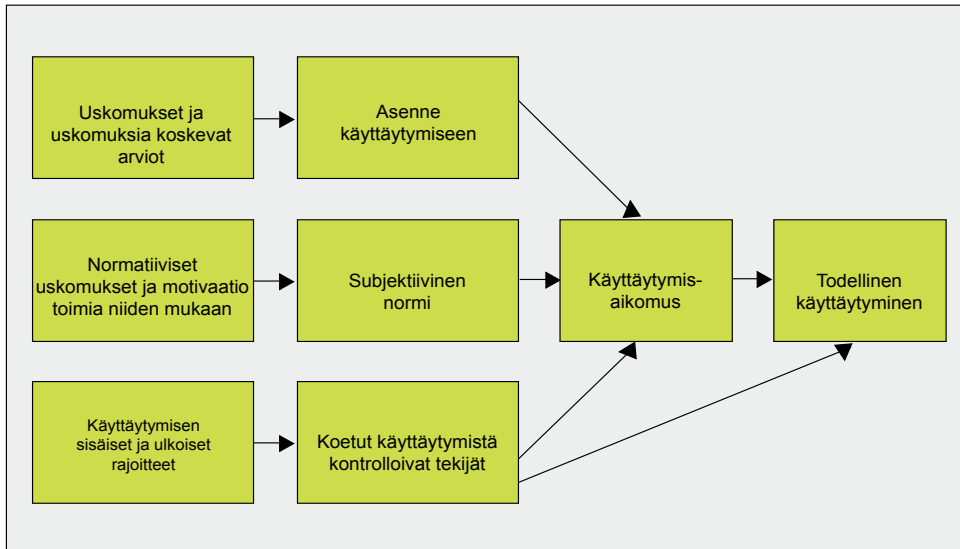 Uskomukset ja
uskomuksia koskevat
arviot
Asenne
käyttäytymiseen
Normatiiviset
uskomukset ja motivaatio
toimia niiden mukaan
Subjektiivinen
normi
Käyttäytymis-
aikomus
Todellinen
käyttäytyminen
Käyttäytymisen
sisäiset ja ulkoiset
rajoitteet
Koetut käyttäytymistä
kontrolloivat tekijät